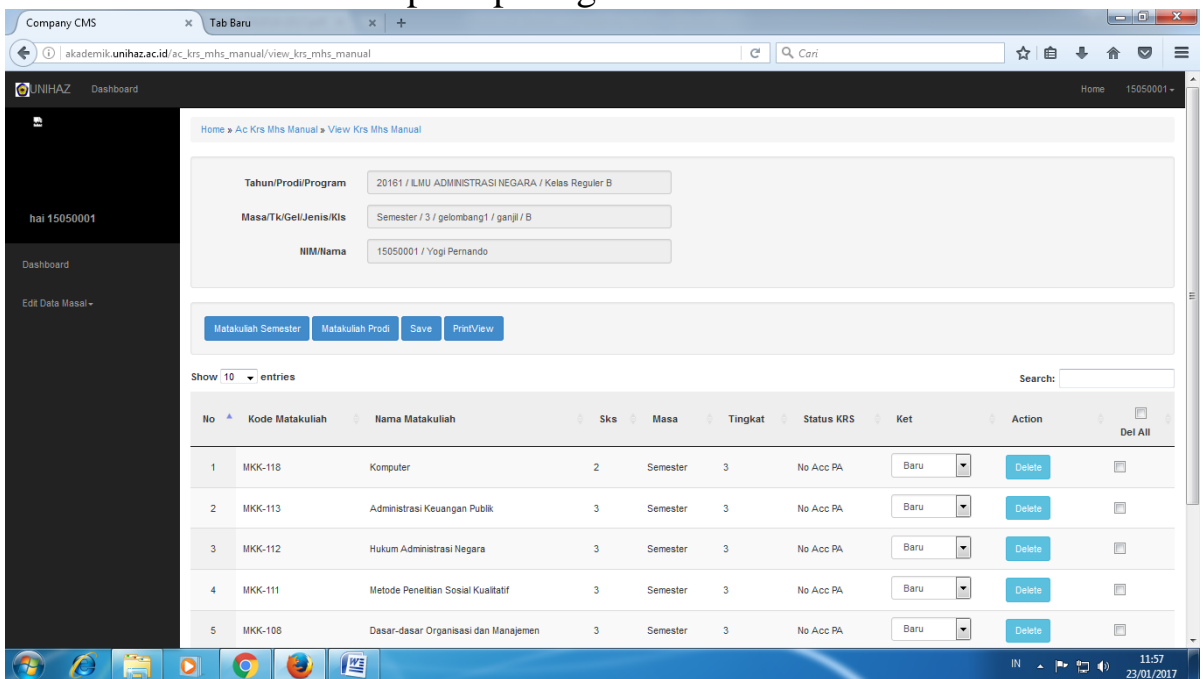 Company CMS
Tab Baru
akademik.unihaz.ac.id/ac_krs_mhs_manual/view_krs_mhs_manual
Cari
UNIHAZ Dashboard Home 15050001
hai 15050001
Dashboard
Edit Data Masal
Home » Ac Krs Mhs Manual » View Krs Mhs Manual
Tahun/Prodi/Program 20161 / ILMU ADMINISTRASI NEGARA / Kelas Reguler B
Masa/Tk/Gel/Jenis/Kls Semester / 3 / gelombang1 / ganjil / B
NIM/Nama 15050001 / Yogi Pernando
Matakuliah Semester Matakuliah Prodi Save PrintView
Show 10 entries Search:
No Kode Matakuliah Nama Matakuliah Sks Masa Tingkat Status KRS Ket Action Del All
1 MKK-118 Komputer 2 Semester 3 No Acc PA Baru Delete
2 MKK-113 Administrasi Keuangan Publik 3 Semester 3 No Acc PA Baru Delete
3 MKK-112 Hukum Administrasi Negara 3 Semester 3 No Acc PA Baru Delete
4 MKK-111 Metode Penelitian Sosial Kualitatif 3 Semester 3 No Acc PA Baru Delete
5 MKK-108 Dasar-dasar Organisasi dan Manajemen 3 Semester 3 No Acc PA Baru Delete
IN 11:57
23/01/2017